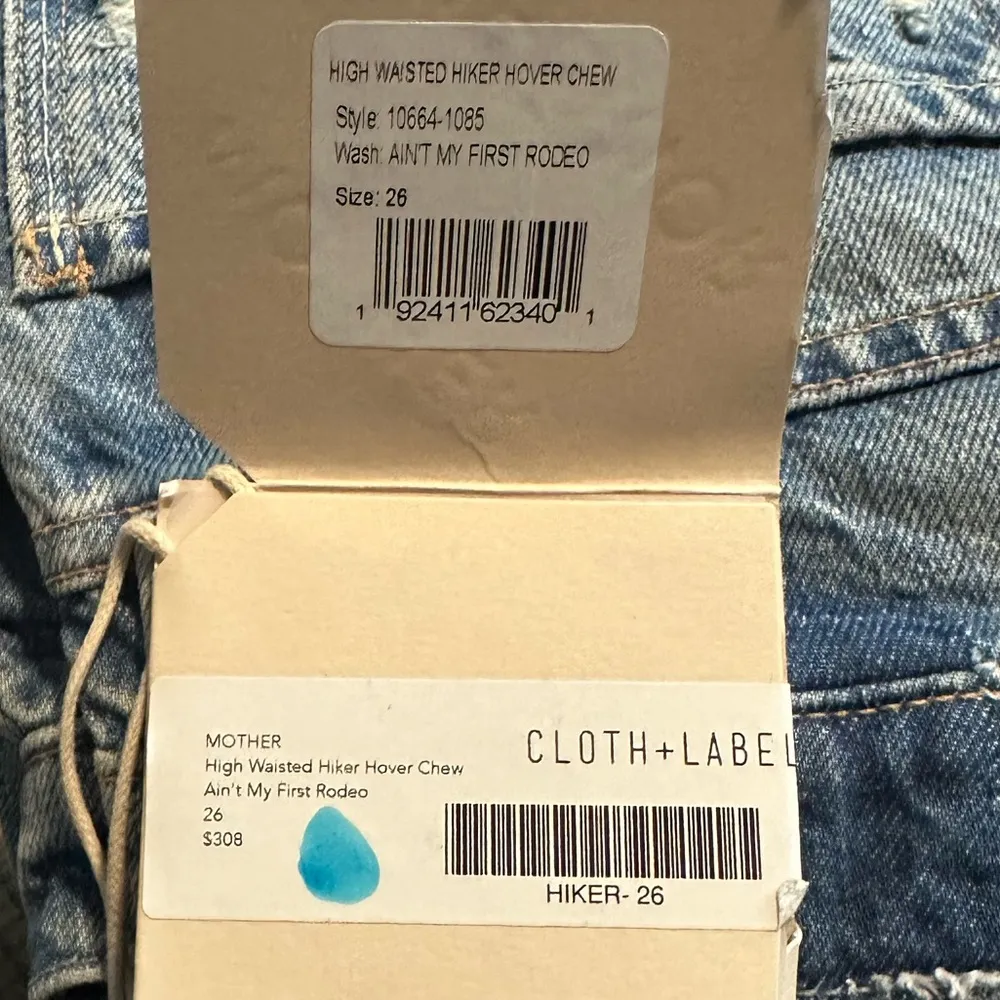 HIGH WAISTED HIKER HOVER CHEW
Style: 10664-1085
Wash: AIN'T MY FIRST RODEO
Size: 26
1 92411 62340 1
MOTHER
High Waisted Hiker Hover Chew
Ain't My First Rodeo
26
$308
CLOTH+LABEL
HIKER- 26